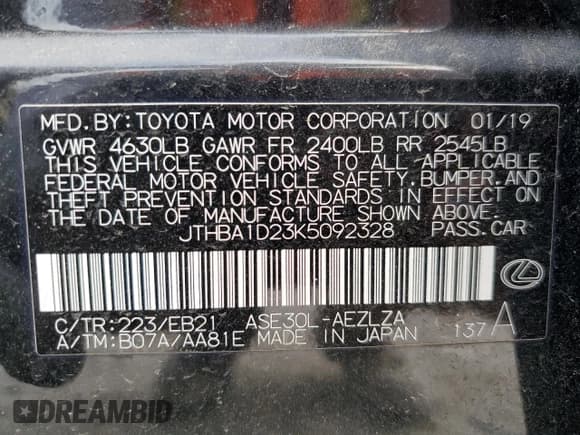 MFD.BY:TOYOTA MOTOR CORPORATION 01/19
GVWR 4630LB GAWR FR 2400LB RR 2545LB
THIS VEHICLE CONFORMS TO ALL APPLICABLE
FEDERAL MOTOR VEHICLE SAFETY,BUMPER,AND
THEFT PREVENTION STANDARDS IN EFFECT ON
THE DATE OF MANUFACTURE SHOWN ABOVE.
JTHBA1D23K5092328 PASS.CAR
C/TR:223/EB21 ASE30L-AEZLZA
A/TM:B07A/AA81E MADE IN JAPAN 137 A
DREAMBID